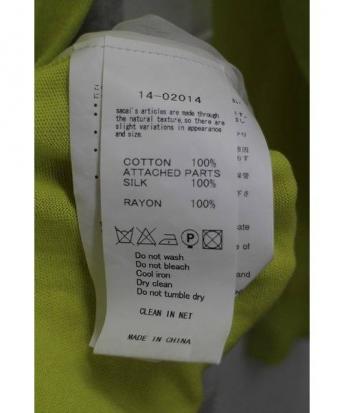 14-02014
sacai's articles are made through
the natural texture, so there are
slight variations in appearance
and size.
COTTON 100%
ATTACHED PARTS
SILK 100%
RAYON 100%
P
Do not wash
Do not bleach
Cool iron
Dry clean
Do not tumble dry
CLEAN IN NET
MADE IN CHINA